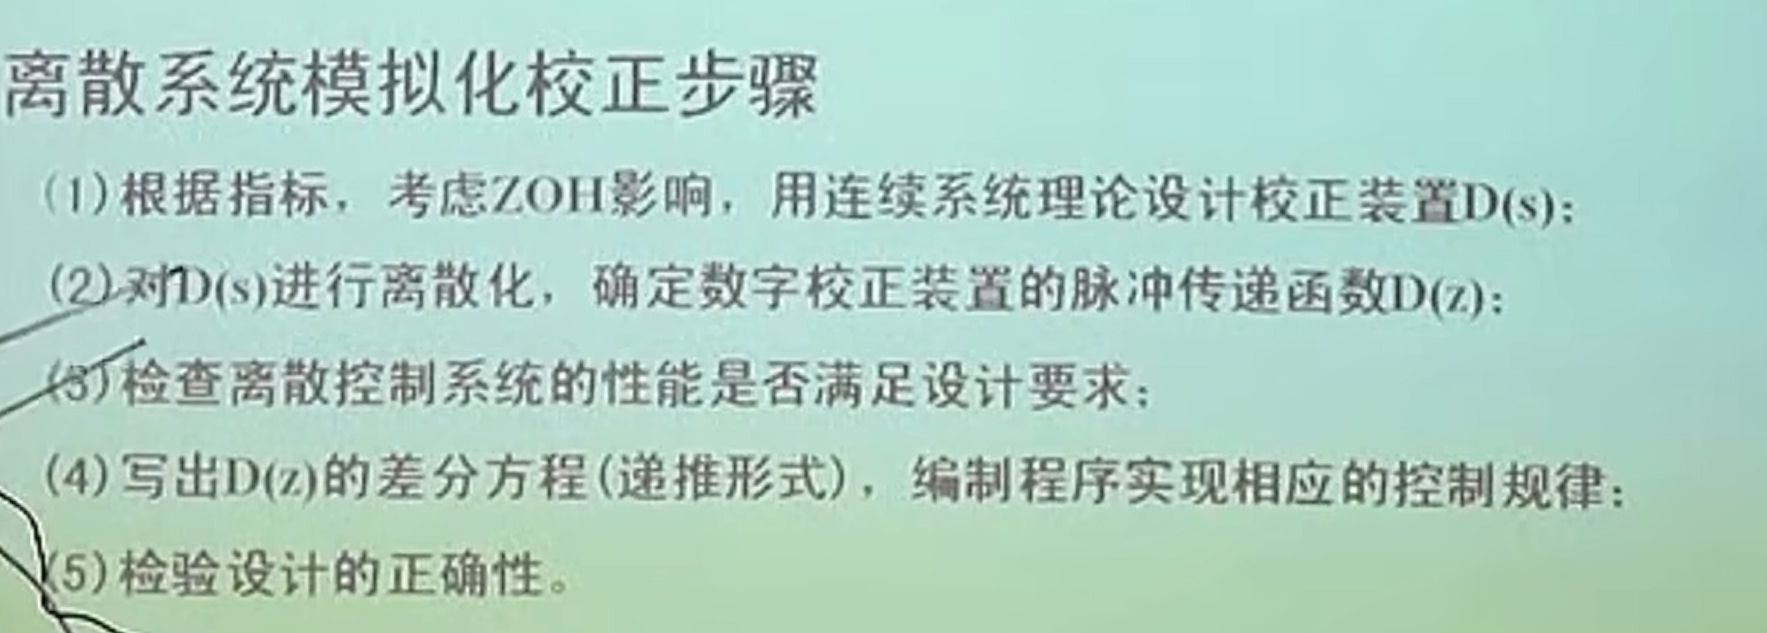 离散系统模拟化校正步骤
(1)根据指标，考虑ZOH影响，用连续系统理论设计校正装置D(s);
(2)对D(s)进行离散化，确定数字校正装置的脉冲传递函数D(z);
(3)检查离散控制系统的性能是否满足设计要求;
(4)写出D(z)的差分方程(递推形式)，编制程序实现相应的控制规律;
(5)检验设计的正确性。